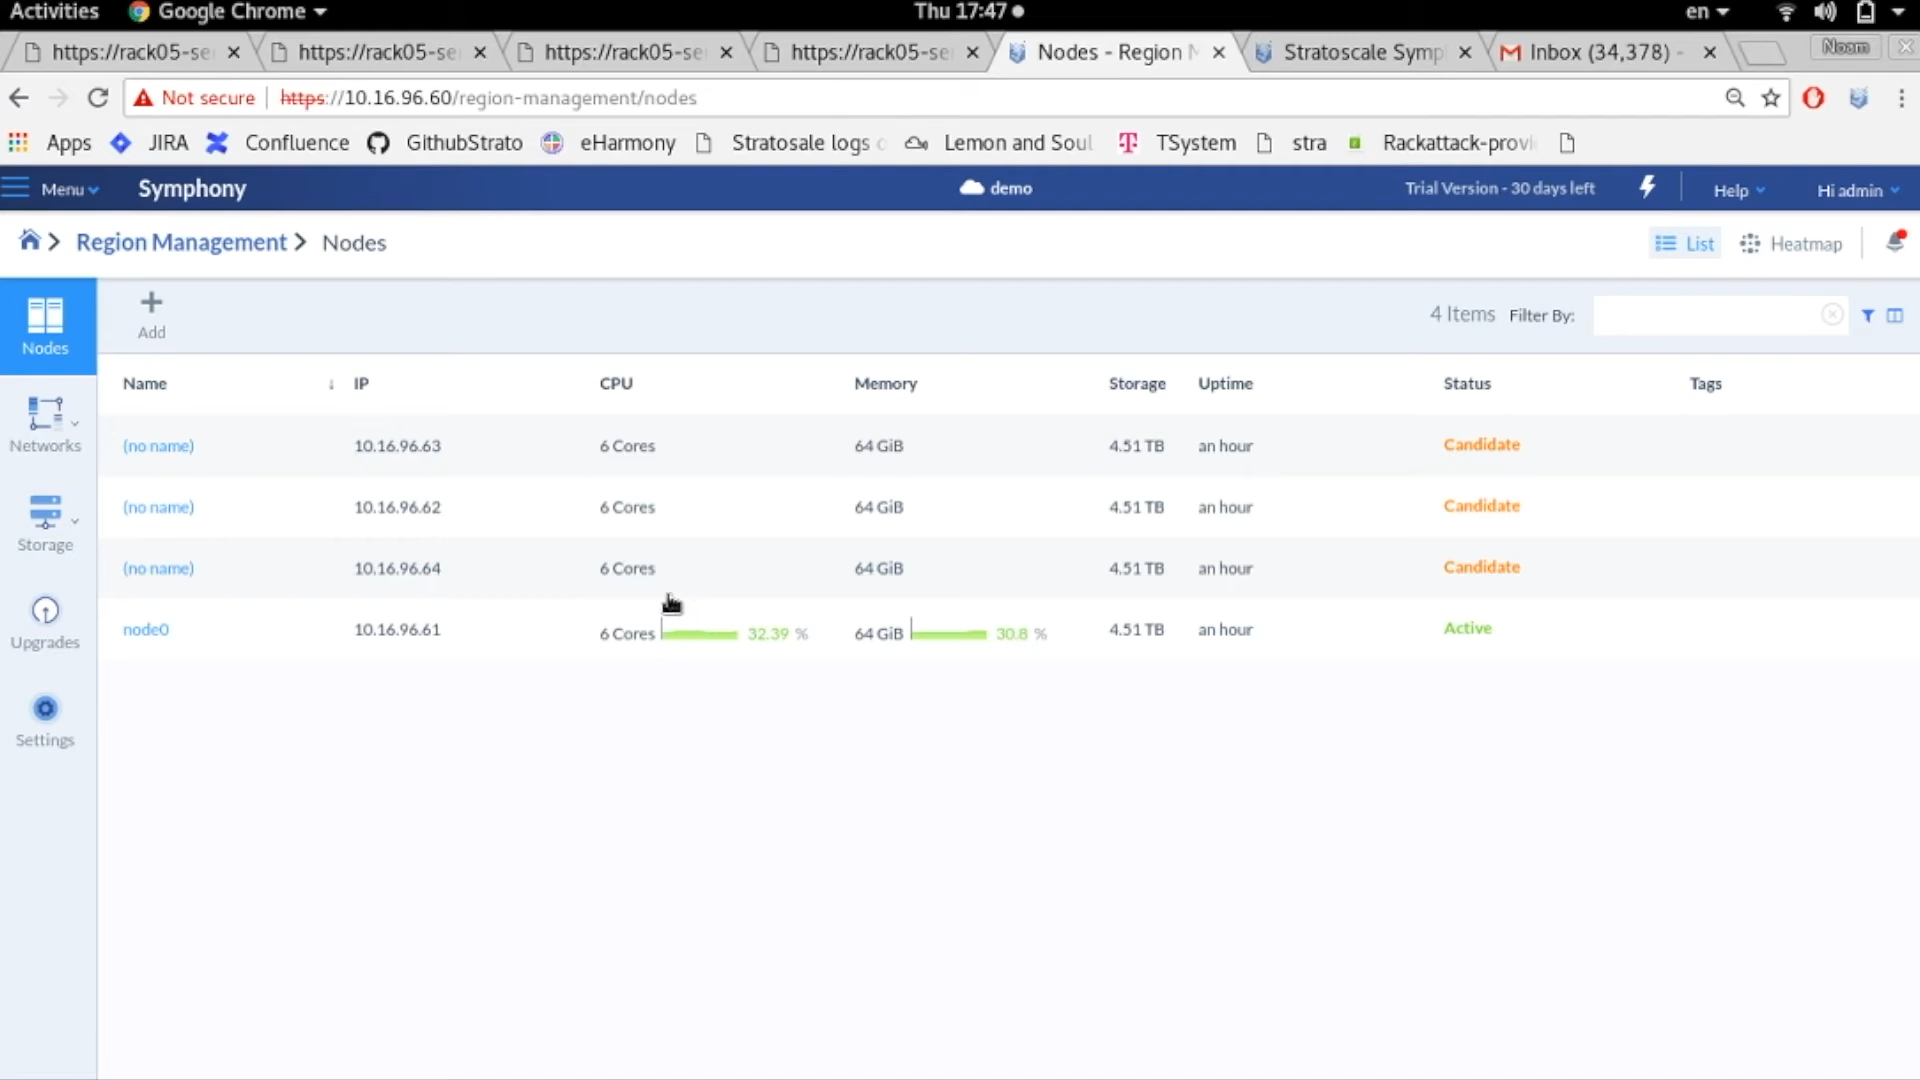 Activities Google Chrome Thu 17:47 en
https://rack05-se https://rack05-se https://rack05-se https://rack05-se Nodes - Region Stratoscale Symp Inbox (34,378) - Noam
Not secure https://10.16.96.60/region-management/nodes
Apps JIRA Confluence GithubStrato eHarmony Stratosale logs Lemon and Soul TSystem stra Rackattack-provi
Menu Symphony demo Trial Version - 30 days left Help Hi admin
Region Management > Nodes List Heatmap
Nodes
Networks
Storage
Upgrades
Settings
Add 4 Items Filter By:
Name ↓ IP CPU Memory Storage Uptime Status Tags
(no name) 10.16.96.63 6 Cores 64 GiB 4.51 TB an hour Candidate
(no name) 10.16.96.62 6 Cores 64 GiB 4.51 TB an hour Candidate
(no name) 10.16.96.64 6 Cores 64 GiB 4.51 TB an hour Candidate
node0 10.16.96.61 6 Cores 32.39 % 64 GiB 30.8 % 4.51 TB an hour Active